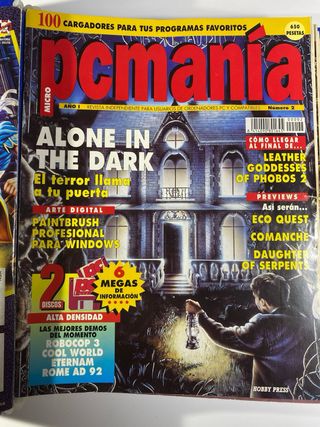 100 CARGADORES PARA TUS PROGRAMAS FAVORITOS
650
PESETAS
MICRO
pcmanía
AÑO I
REVISTA INDEPENDIENTE PARA USUARIOS DE ORDENADORES PC Y COMPATIBLES
Número 2
ALONE IN
THE DARK
El terror llama
a tu puerta
ARTE DIGITAL
PAINTBRUSH
PROFESIONAL
PARA WINDOWS
2
DISCOS
6
MEGAS DE
INFORMACIÓN
ALTA DENSIDAD
LAS MEJORES DEMOS
DEL MOMENTO
ROBOCOP 3
COOL WORLD
ETERNAM
ROME AD 92
CÓMO LLEGAR
AL FINAL DE...
LEATHER
GODDESSES
OF PHOBOS 2
PREVIEWS
Así serán...
ECO QUEST
COMANCHE
DAUGHTER
OF SERPENTS
HOBBY PRESS